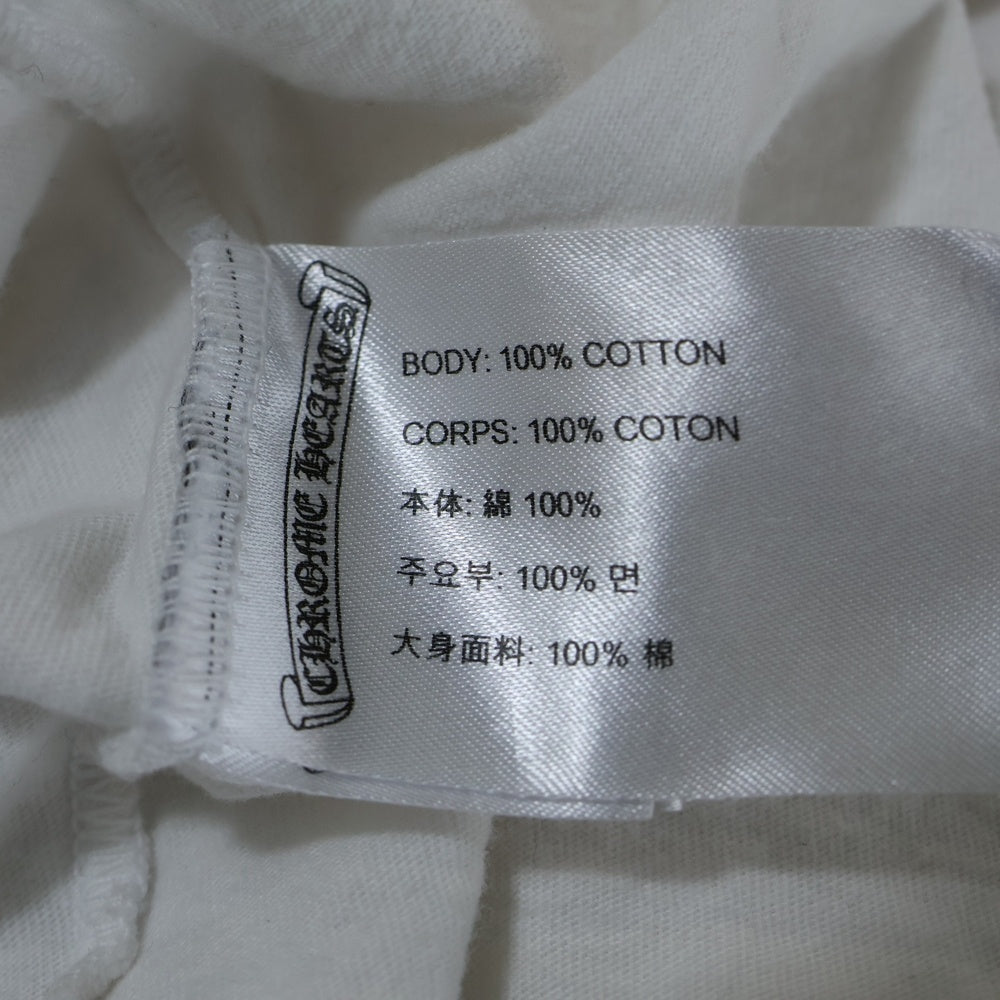 CHROME HEARTS
BODY: 100% COTTON
CORPS: 100% COTON
本体: 綿 100%
주요부: 100% 면
大身面料: 100% 棉